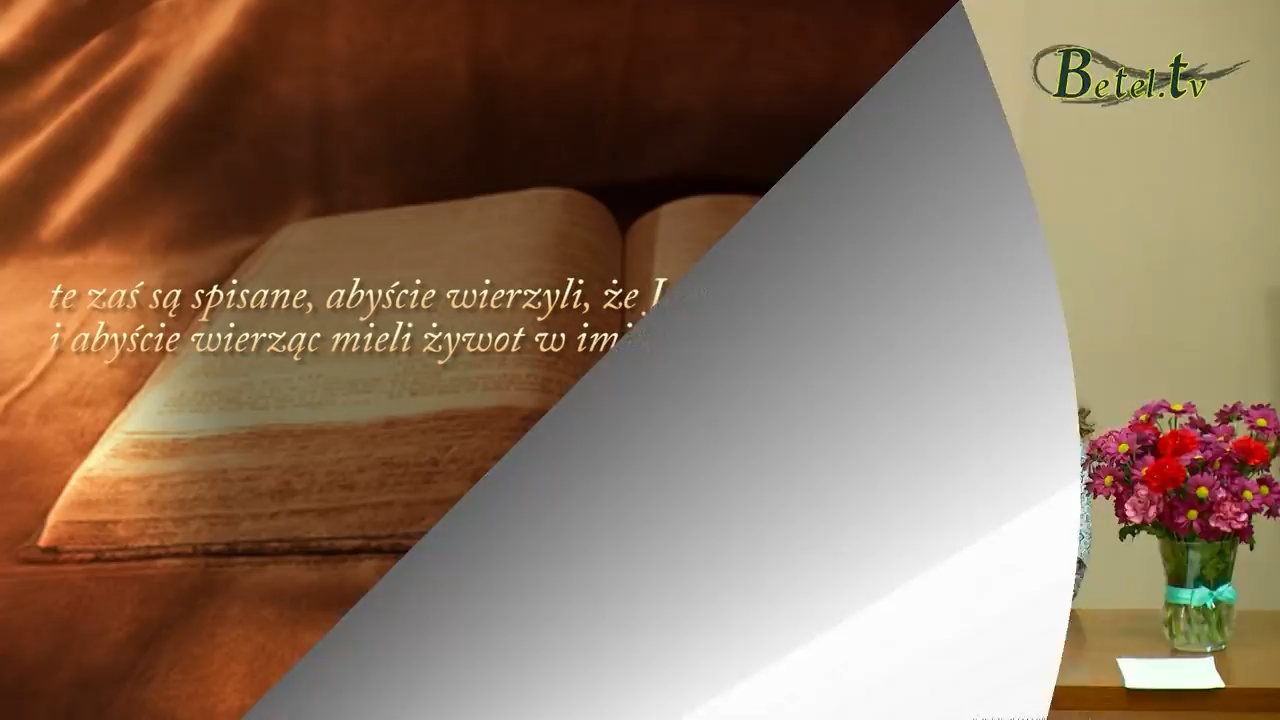 Betel.tv
te zaś są spisane, abyście wierzyli, że
i abyście wierząc mieli żywot w